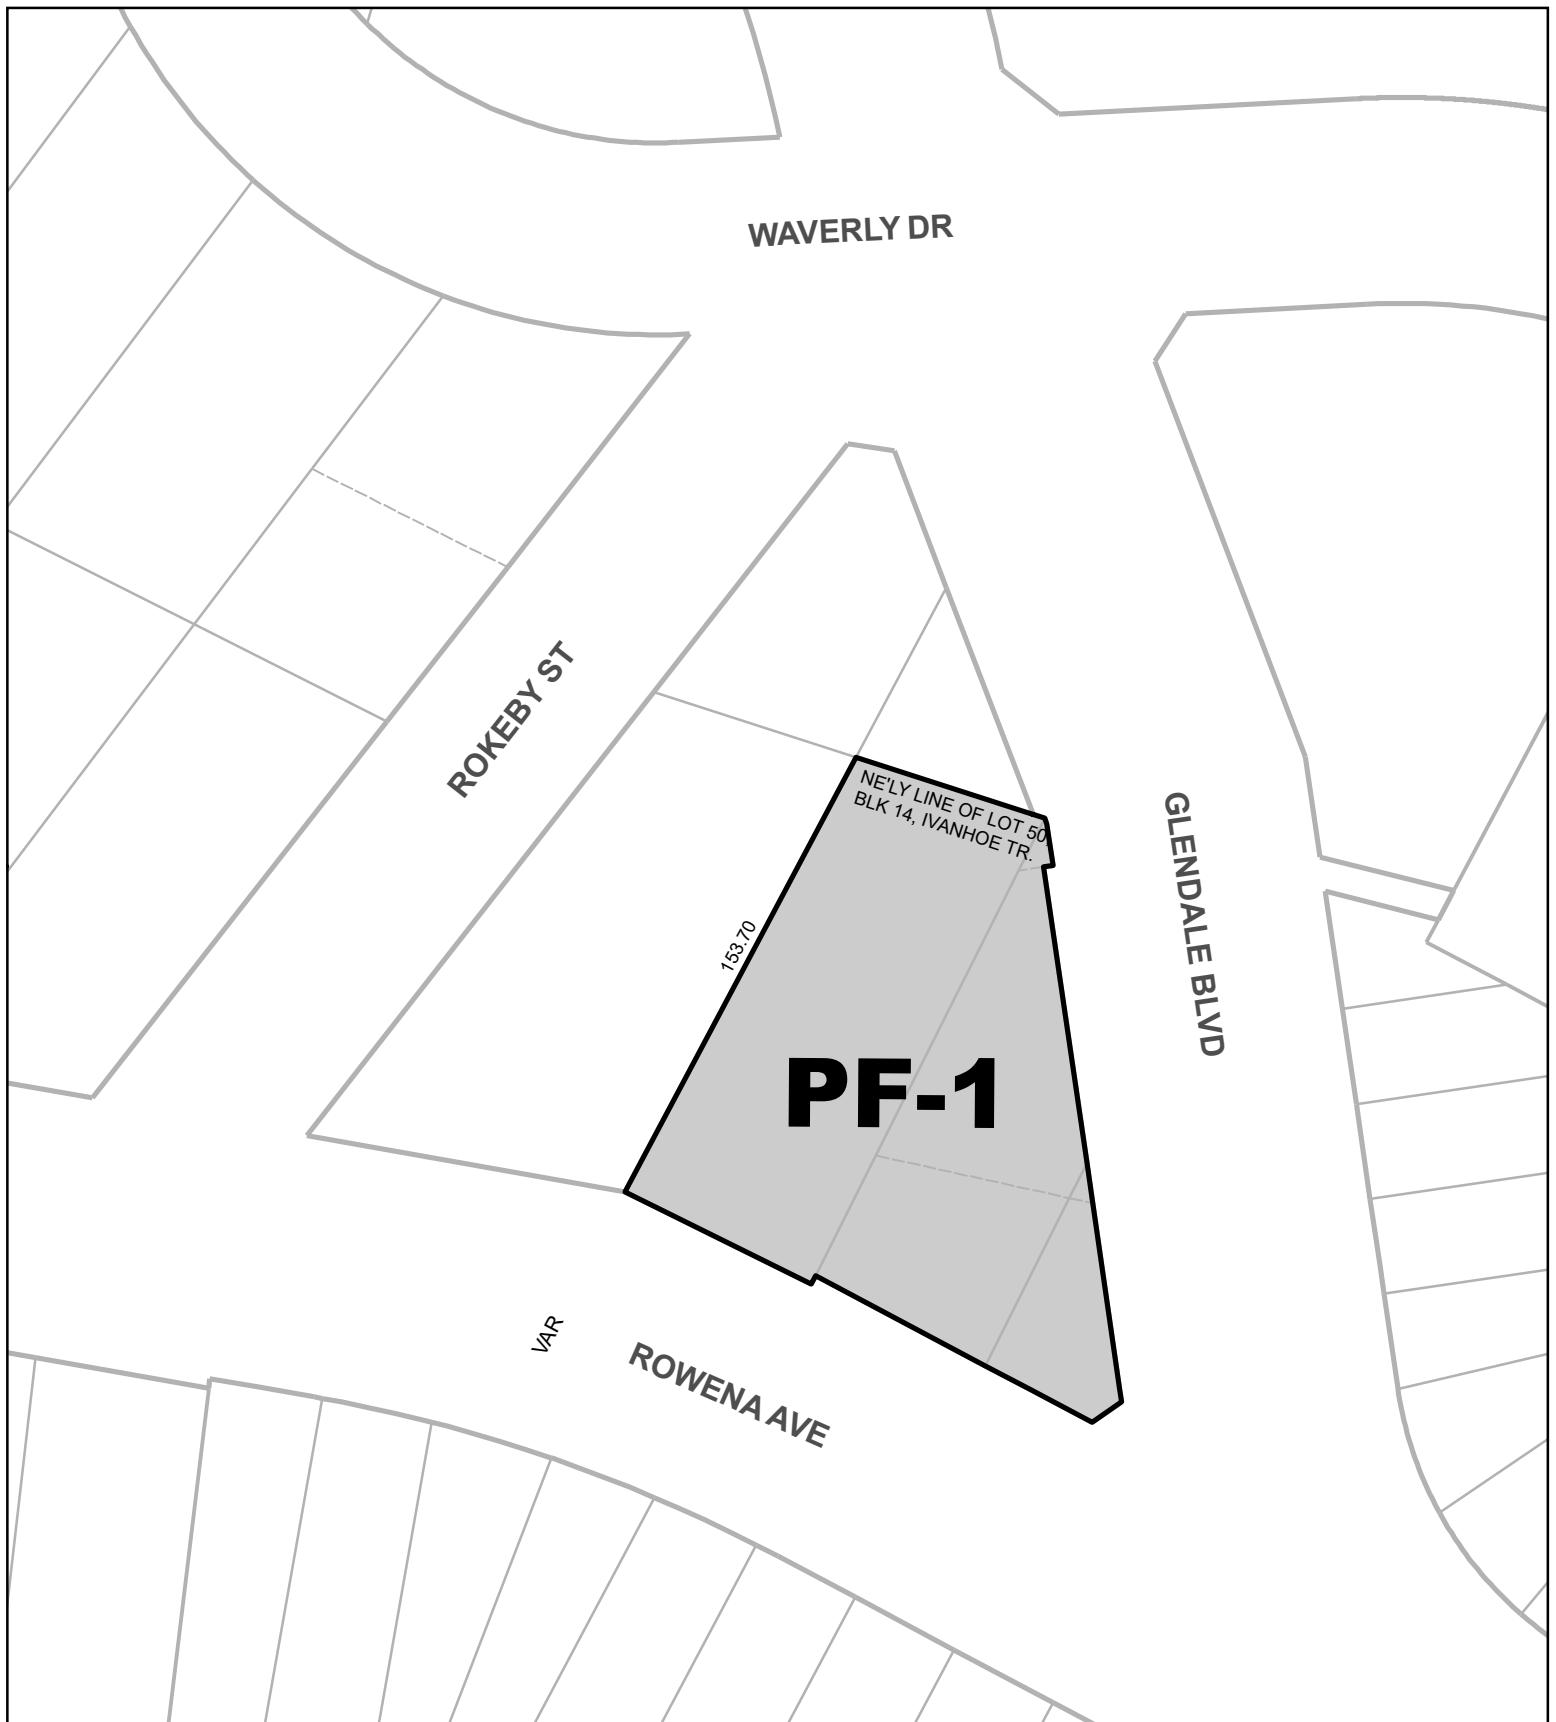 WAVERLY DR
ROKEBY ST
NE'LY LINE OF LOT 50,
BLK 14, IVANHOE TR.
GLENDALE BLVD
153.70
PF-1
VAR
ROWENA AVE